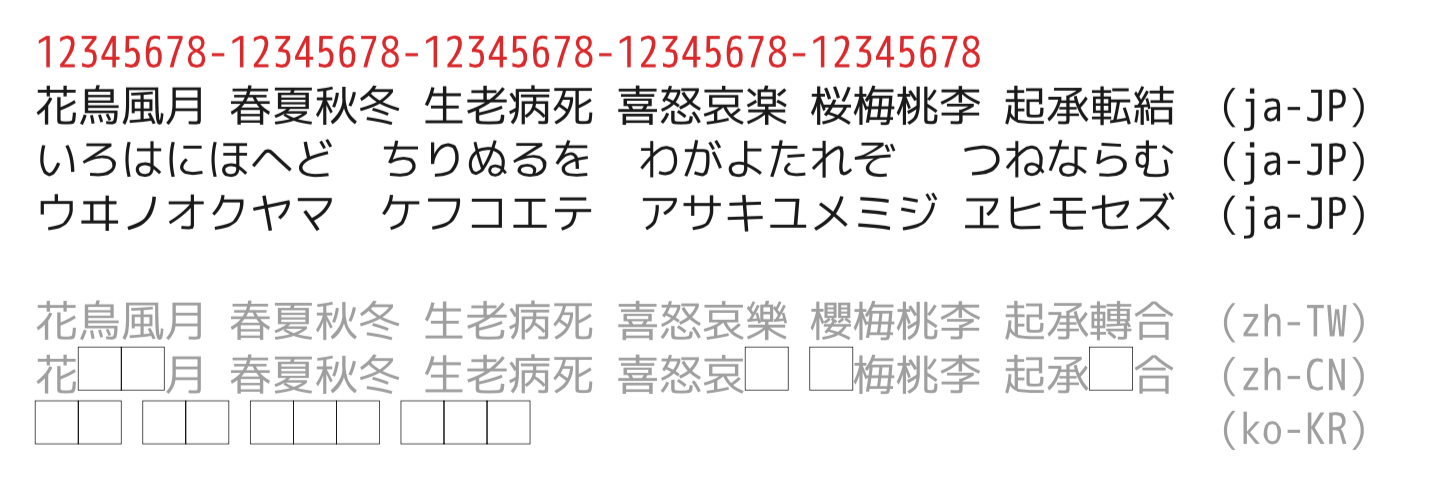 12345678-12345678-12345678-12345678-12345678
花鳥風月 春夏秋冬 生老病死 喜怒哀楽 桜梅桃李 起承転結 (ja-JP)
いろはにほへど ちりぬるを わがよたれぞ つねならむ (ja-JP)
ウヰノオクヤマ ケフコエテ アサキユメミジ ヱヒモセズ (ja-JP)
花鳥風月 春夏秋冬 生老病死 喜怒哀樂 櫻梅桃李 起承轉合 (zh-TW)
花□□月 春夏秋冬 生老病死 喜怒哀□ □梅桃李 起承□合 (zh-CN)
□□ □□ □□□ □□□ (ko-KR)